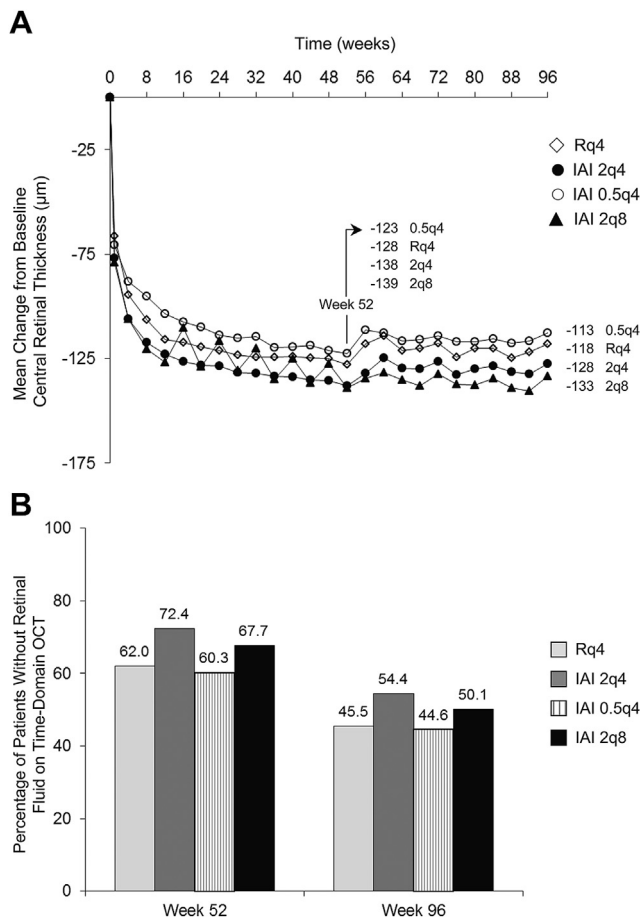 A
Time (weeks)
0 8 16 24 32 40 48 56 64 72 80 88 96
-25
-75
-125
-175
Mean Change from Baseline
Central Retinal Thickness (µm)
Rq4
IAI 2q4
IAI 0.5q4
IAI 2q8
-123 0.5q4
-128 Rq4
-138 2q4
-139 2q8
Week 52
-113 0.5q4
-118 Rq4
-128 2q4
-133 2q8
B
Percentage of Patients Without Retinal
Fluid on Time-Domain OCT
100
80
60
40
20
0
62.0
72.4
60.3
67.7
45.5
54.4
44.6
50.1
Rq4
IAI 2q4
IAI 0.5q4
IAI 2q8
Week 52
Week 96